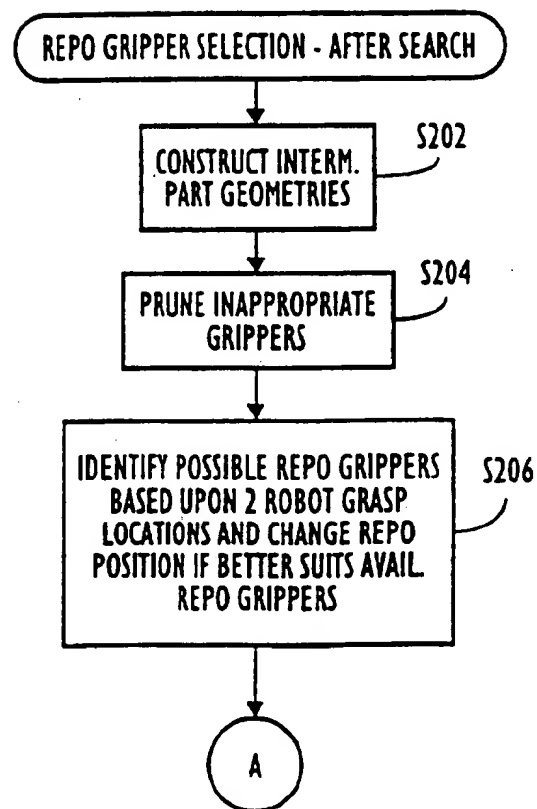 REPO GRIPPER SELECTION - AFTER SEARCH
S202
CONSTRUCT INTERM.
PART GEOMETRIES
S204
PRUNE INAPPROPRIATE
GRIPPERS
S206
IDENTIFY POSSIBLE REPO GRIPPERS
BASED UPON 2 ROBOT GRASP
LOCATIONS AND CHANGE REPO
POSITION IF BETTER SUITS AVAIL.
REPO GRIPPERS
A